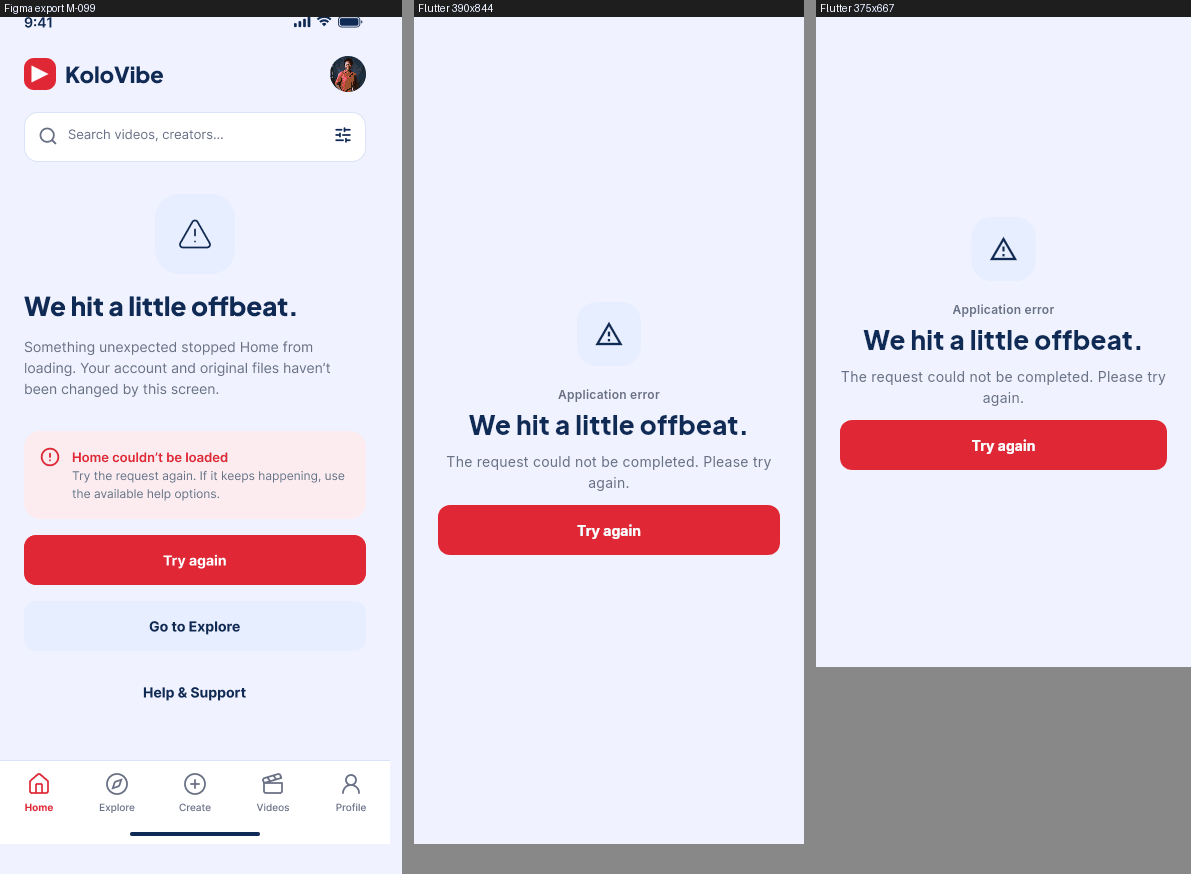 Figma export M-099
9:41
KoloVibe
Search videos, creators...
We hit a little offbeat.
Something unexpected stopped Home from
loading. Your account and original files haven't
been changed by this screen.
Home couldn't be loaded
Try the request again. If it keeps happening, use
the available help options.
Try again
Go to Explore
Help & Support
Home
Explore
Create
Videos
Profile
Flutter 390x844
Application error
We hit a little offbeat.
The request could not be completed. Please try
again.
Try again
Flutter 375x667
Application error
We hit a little offbeat.
The request could not be completed. Please try
again.
Try again